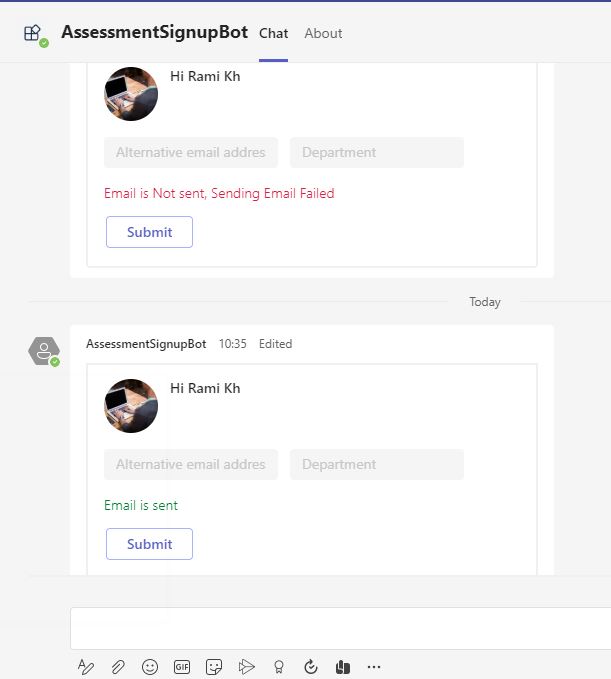 AssessmentSignupBot Chat About
Hi Rami Kh
Alternative email addres Department
Email is Not sent, Sending Email Failed
Submit
Today
AssessmentSignupBot 10:35 Edited
Hi Rami Kh
Alternative email addres Department
Email is sent
Submit
GIF